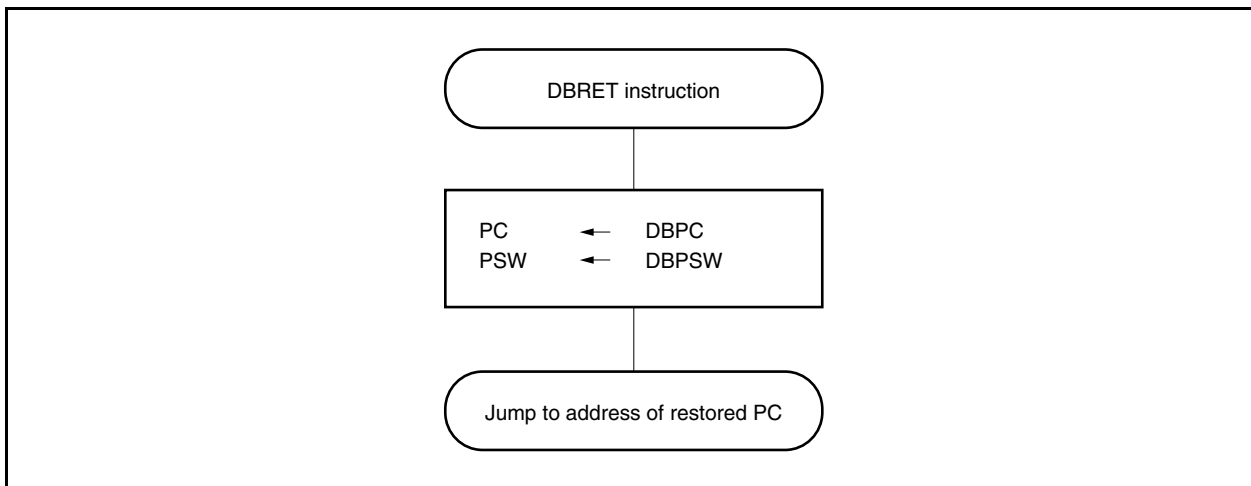 DBRET instruction
PC ← DBPC
PSW ← DBPSW
Jump to address of restored PC